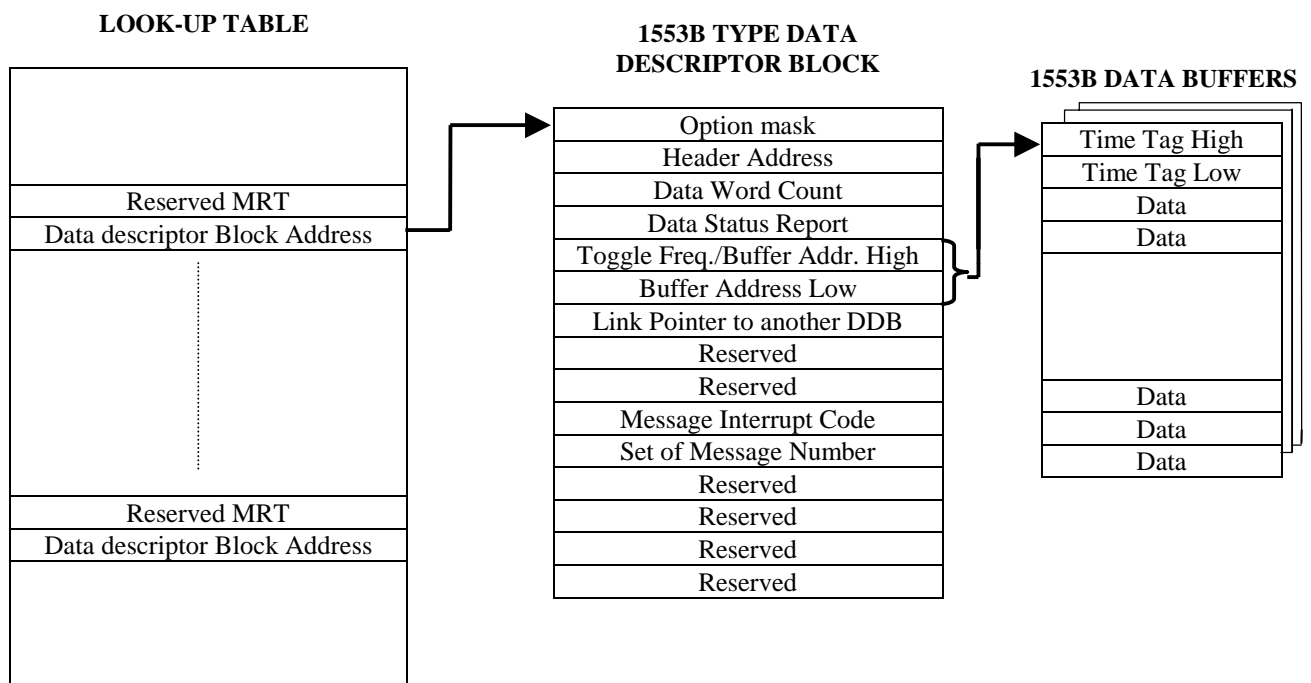 LOOK-UP TABLE
Reserved MRT
Data descriptor Block Address
Reserved MRT
Data descriptor Block Address
1553B TYPE DATA
DESCRIPTOR BLOCK
Option mask
Header Address
Data Word Count
Data Status Report
Toggle Freq./Buffer Addr. High
Buffer Address Low
Link Pointer to another DDB
Reserved
Reserved
Message Interrupt Code
Set of Message Number
Reserved
Reserved
Reserved
Reserved
1553B DATA BUFFERS
Time Tag High
Time Tag Low
Data
Data
Data
Data
Data